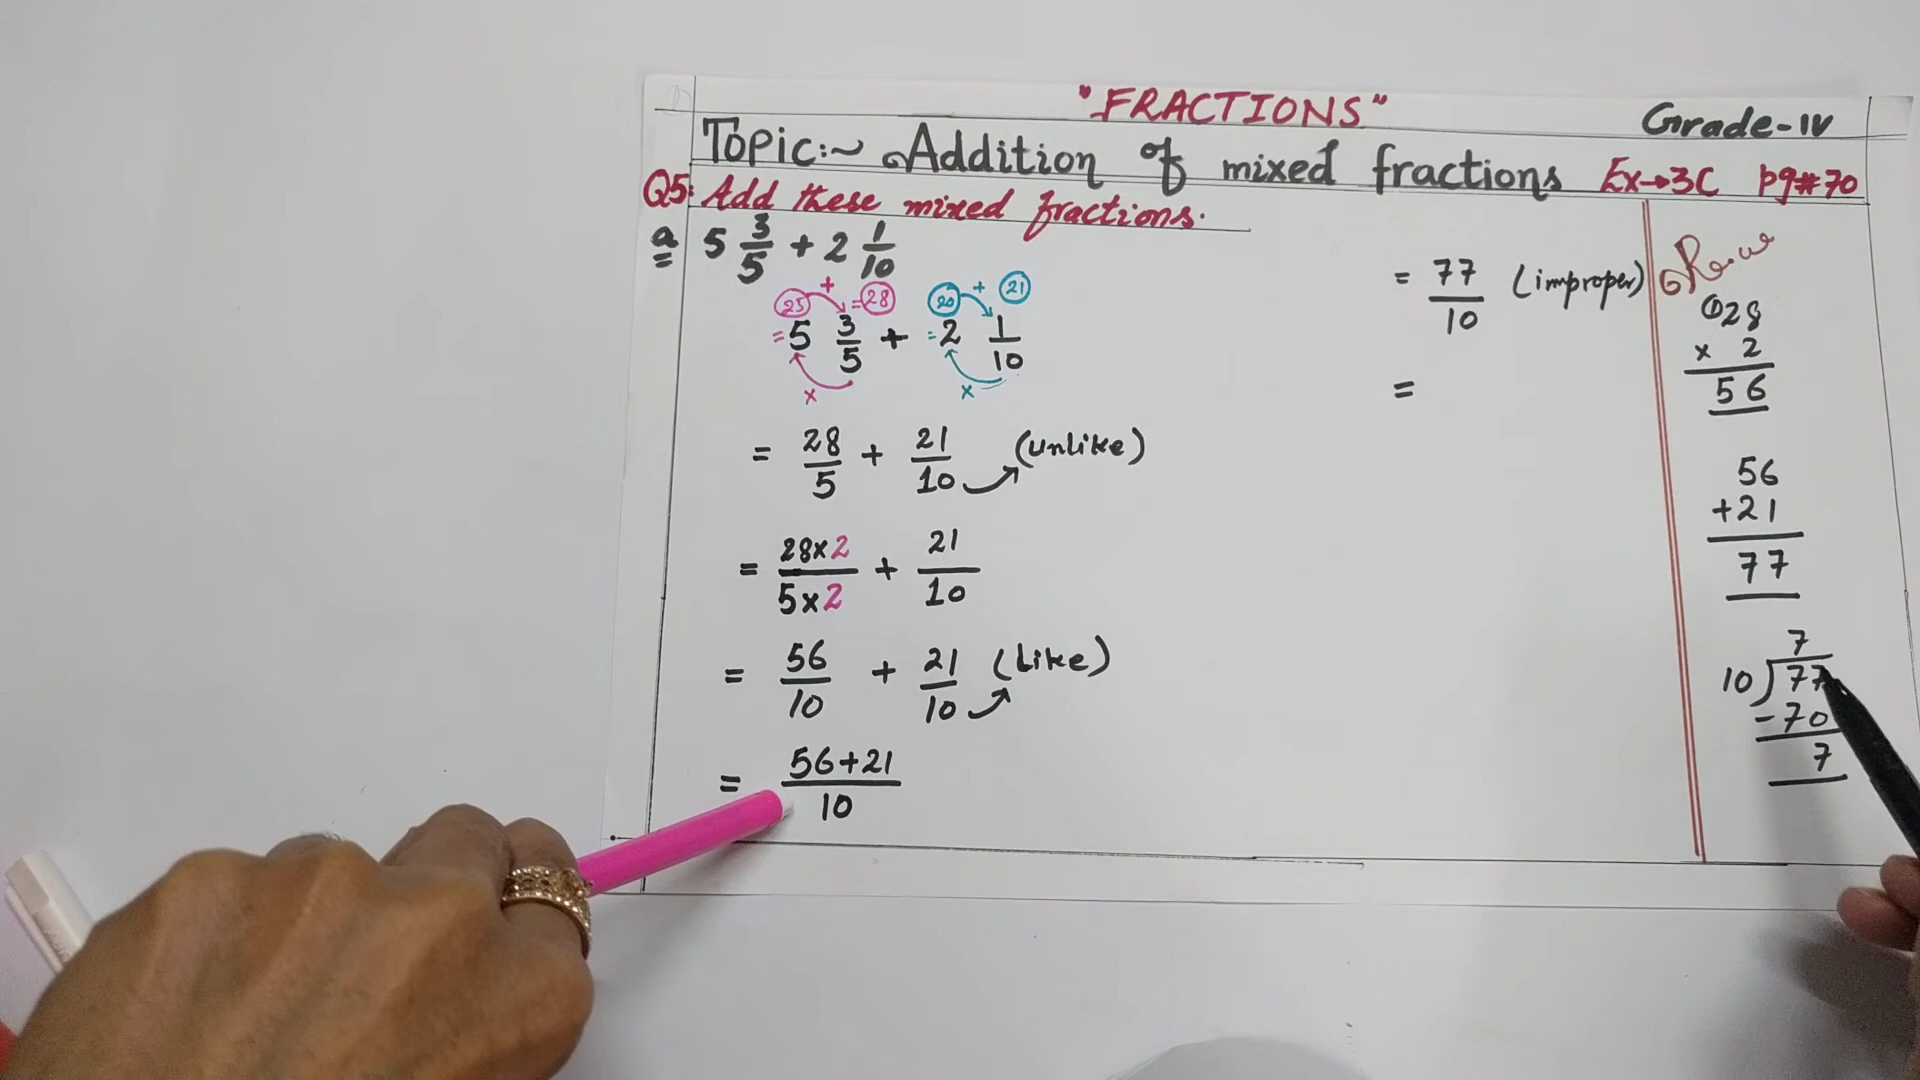 "FRACTIONS"
Grade-IV
Topic:~ Addition of mixed fractions Ex→3C pg#70
Q5: Add these mixed fractions.
a 5 3/5 + 2 1/10
25 + = 28 20 + 21
= 5 3/5 + = 2 1/10
x x
= 28/5 + 21/10 (unlike)
= 28x2/5x2 + 21/10
= 56/10 + 21/10 (Like)
= 56+21/10
= 77/10 (improper)
=
①28
x 2
56
56
+21
77
7
10)77
-70
7